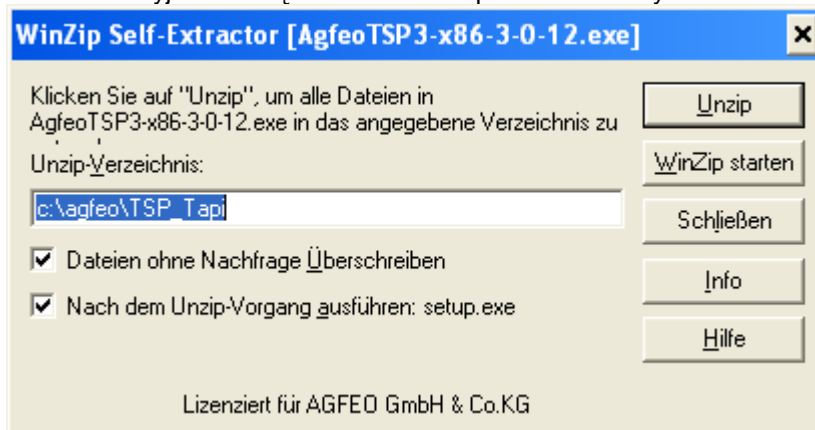 WinZip Self-Extractor [AgfeoTSP3-x86-3-0-12.exe]
Klicken Sie auf "Unzip", um alle Dateien in
AgfeoTSP3-x86-3-0-12.exe in das angegebene Verzeichnis zu
Unzip-Verzeichnis:
c:\agfeo\TSP_Tapi
Dateien ohne Nachfrage Überschreiben
Nach dem Unzip-Vorgang ausführen: setup.exe
Unzip
WinZip starten
Schließen
Info
Hilfe
Lizenziert für AGFEO GmbH & Co.KG